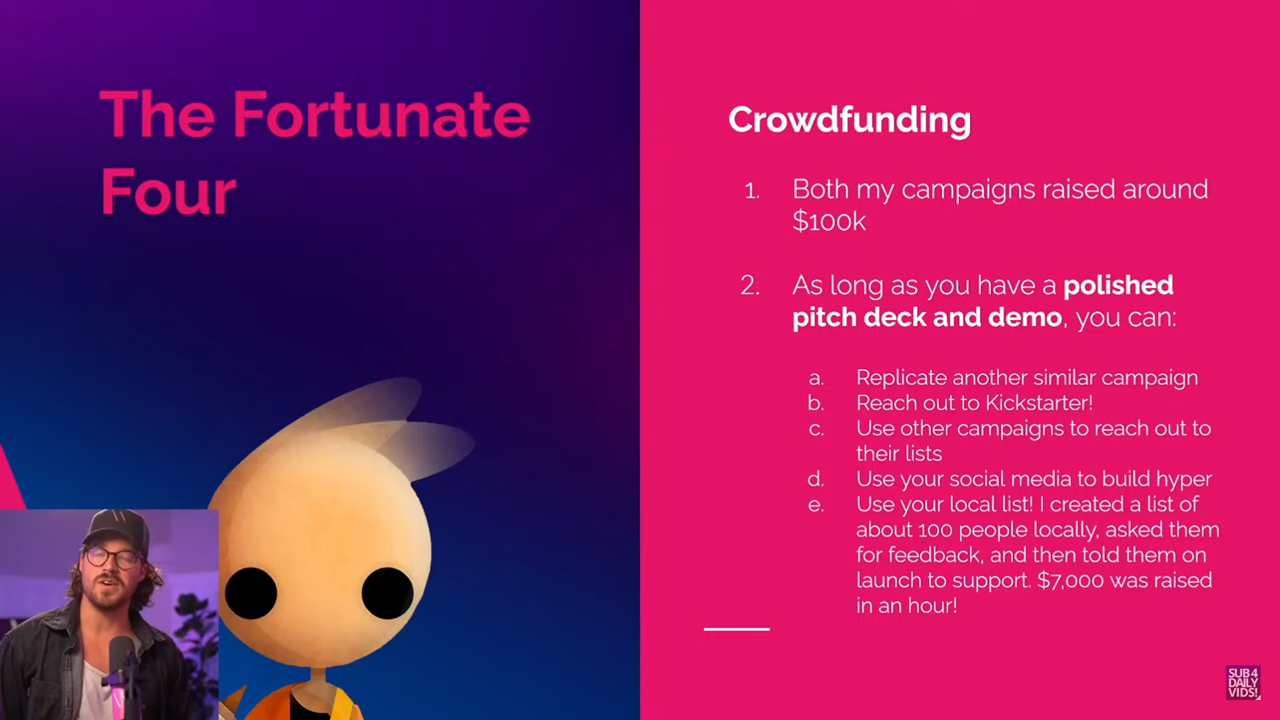 The Fortunate
Four
Crowdfunding
1. Both my campaigns raised around
$100k
2. As long as you have a polished
pitch deck and demo, you can:
a. Replicate another similar campaign
b. Reach out to Kickstarter!
c. Use other campaigns to reach out to
their lists
d. Use your social media to build hyper
e. Use your local list! I created a list of
about 100 people locally, asked them
for feedback, and then told them on
launch to support. $7,000 was raised
in an hour!
SUB 4
DAILY
VIDS!